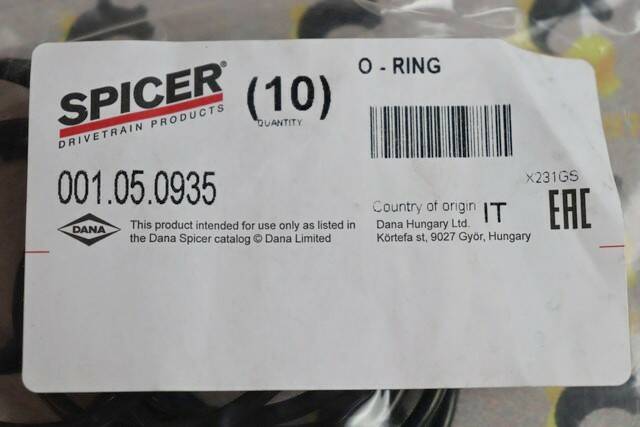 SPICER®
DRIVETRAIN PRODUCTS
(10)
QUANTITY
O - RING
X231GS
001.05.0935
Country of origin IT
EAC
DANA
This product intended for use only as listed in
the Dana Spicer catalog © Dana Limited
Dana Hungary Ltd.
Körtefa st, 9027 Győr, Hungary